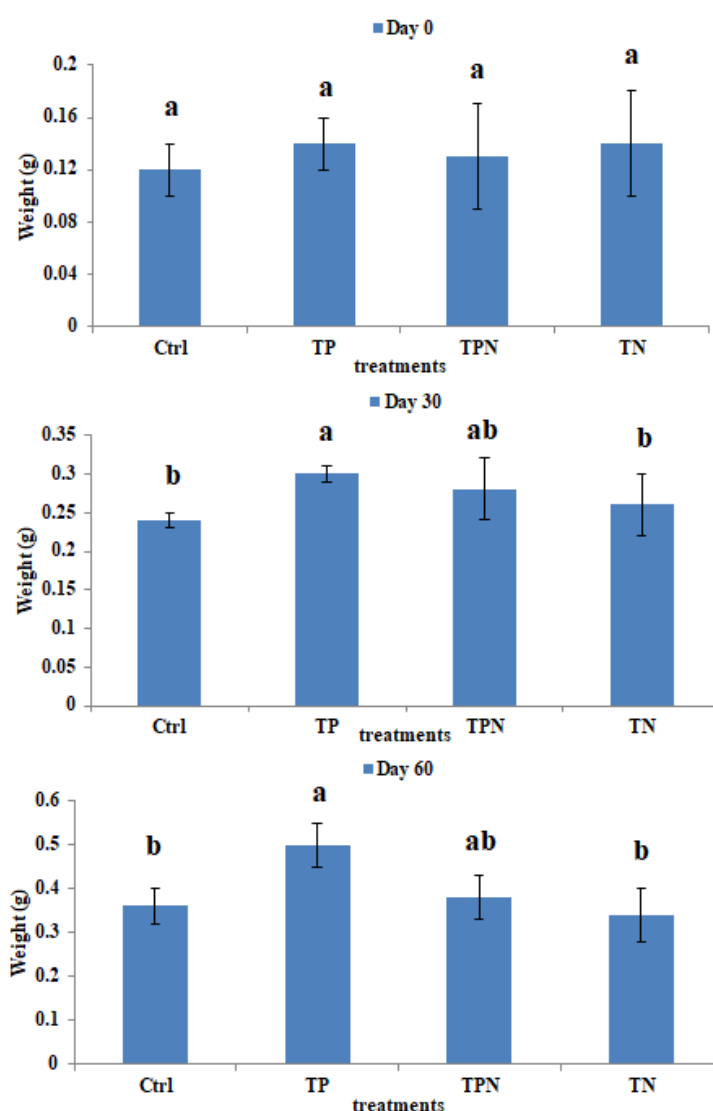 Day 0
a a a a
0.2
0.16
0.12
0.08
0.04
0
Weight (g)
Ctrl TP TPN TN
treatments
Day 30
b a ab b
0.35
0.3
0.25
0.2
0.15
0.1
0.05
0
Weight (g)
Ctrl TP TPN TN
treatments
Day 60
b a ab b
0.6
0.5
0.4
0.3
0.2
0.1
0
Weight (g)
Ctrl TP TPN TN
treatments